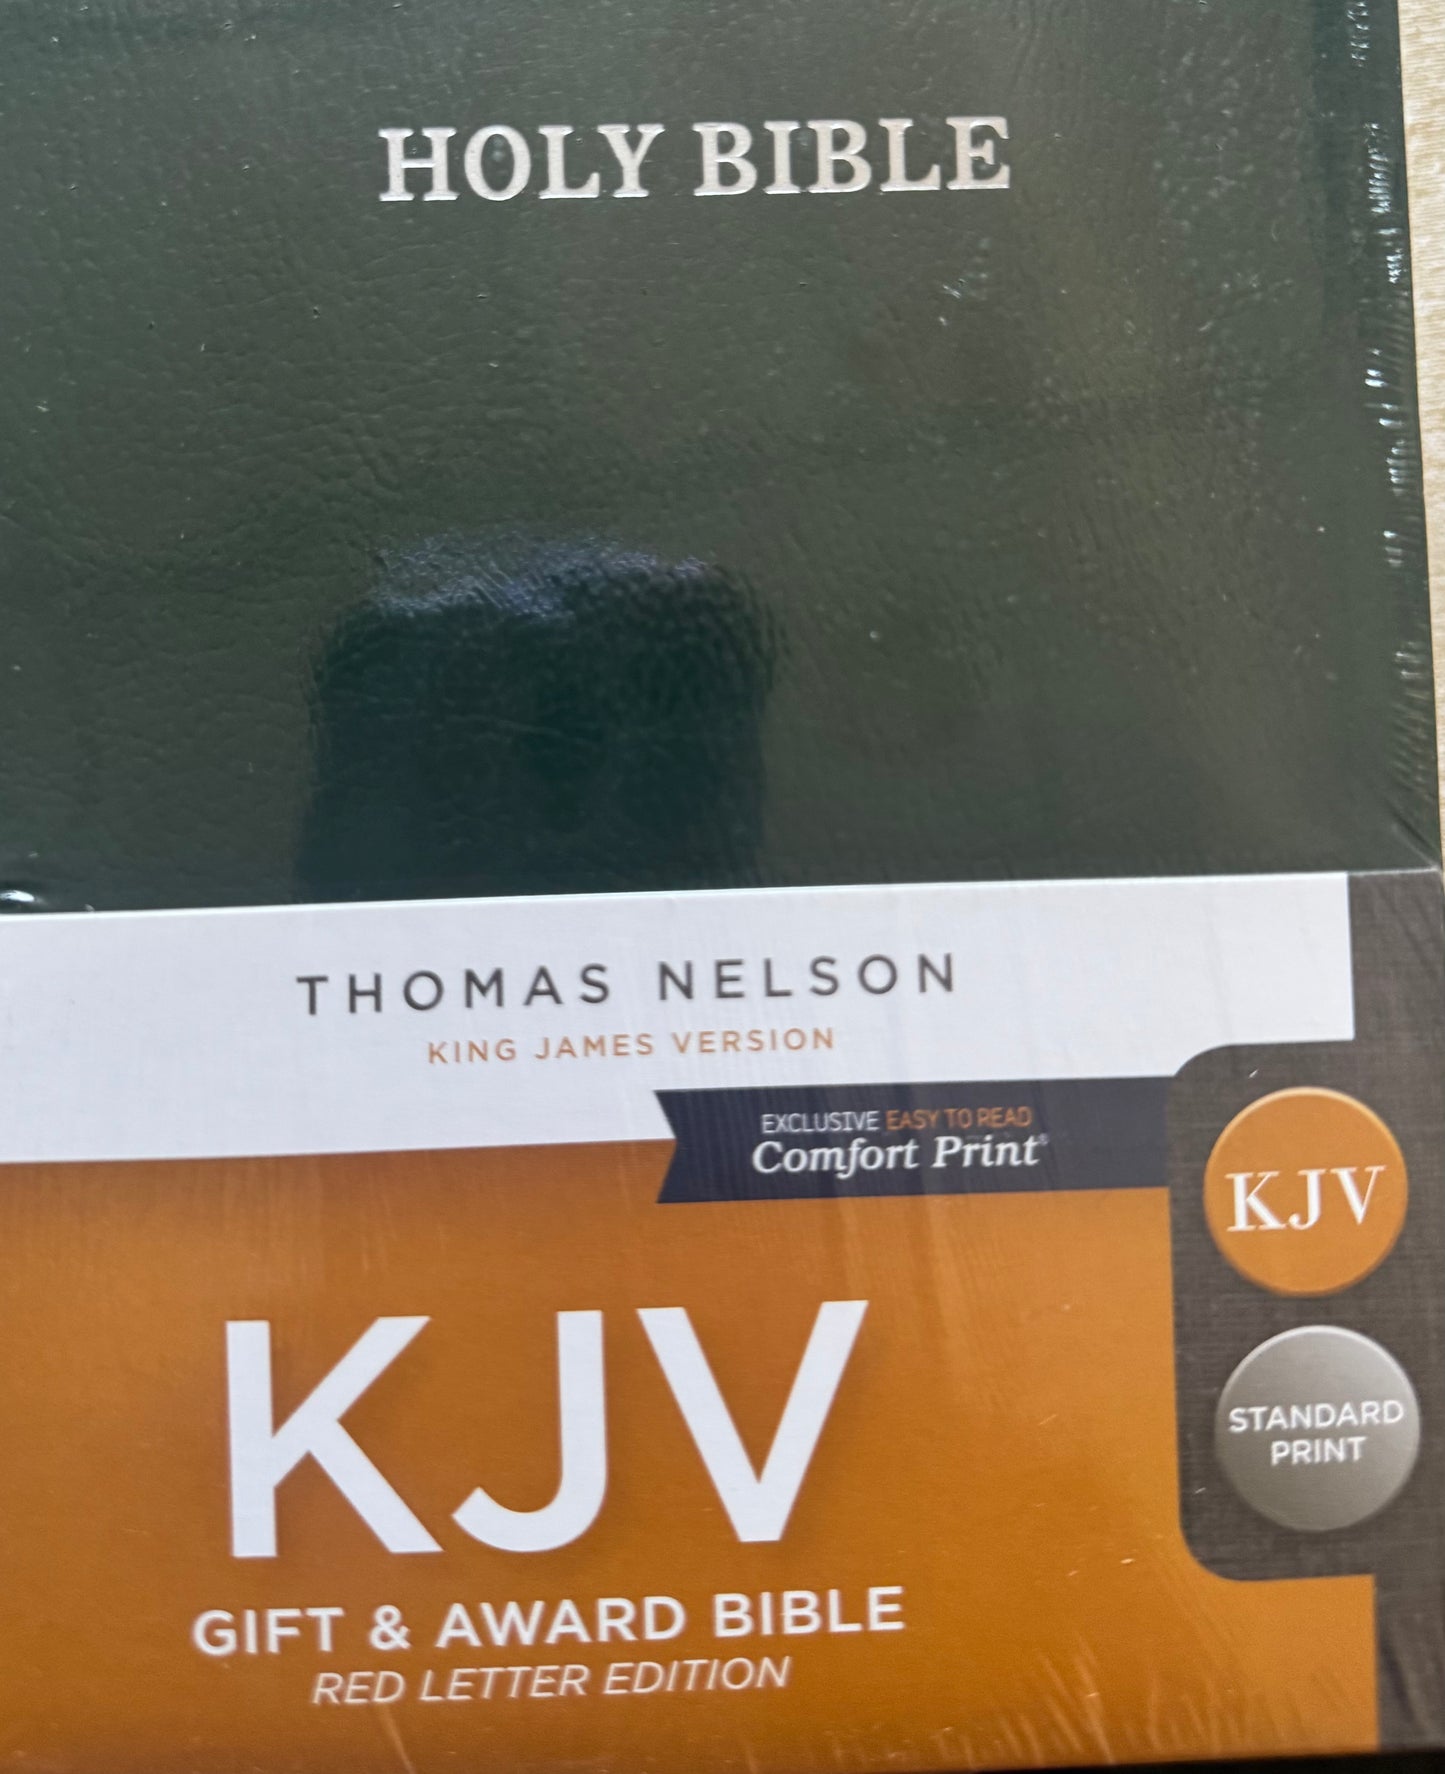 HOLY BIBLE
THOMAS NELSON
KING JAMES VERSION
EXCLUSIVE EASY TO READ
Comfort Print®
KJV
STANDARD
PRINT
KJV
GIFT & AWARD BIBLE
RED LETTER EDITION